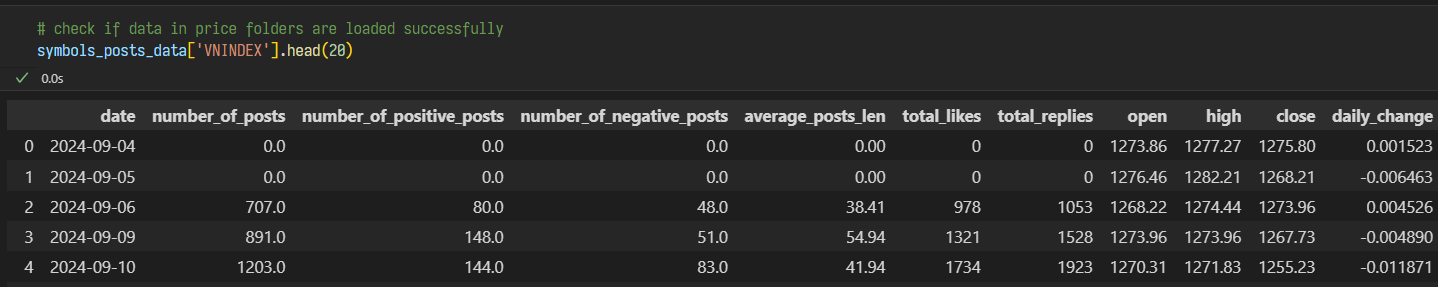 # check if data in price folders are loaded successfully
symbols_posts_data['VNINDEX'].head(20)
0.0s
date number_of_posts number_of_positive_posts number_of_negative_posts average_posts_len total_likes total_replies open high close daily_change
0 2024-09-04 0.0 0.0 0.0 0.00 0 0 1273.86 1277.27 1275.80 0.001523
1 2024-09-05 0.0 0.0 0.0 0.00 0 0 1276.46 1282.21 1268.21 -0.006463
2 2024-09-06 707.0 80.0 48.0 38.41 978 1053 1268.22 1274.44 1273.96 0.004526
3 2024-09-09 891.0 148.0 51.0 54.94 1321 1528 1273.96 1273.96 1267.73 -0.004890
4 2024-09-10 1203.0 144.0 83.0 41.94 1734 1923 1270.31 1271.83 1255.23 -0.011871